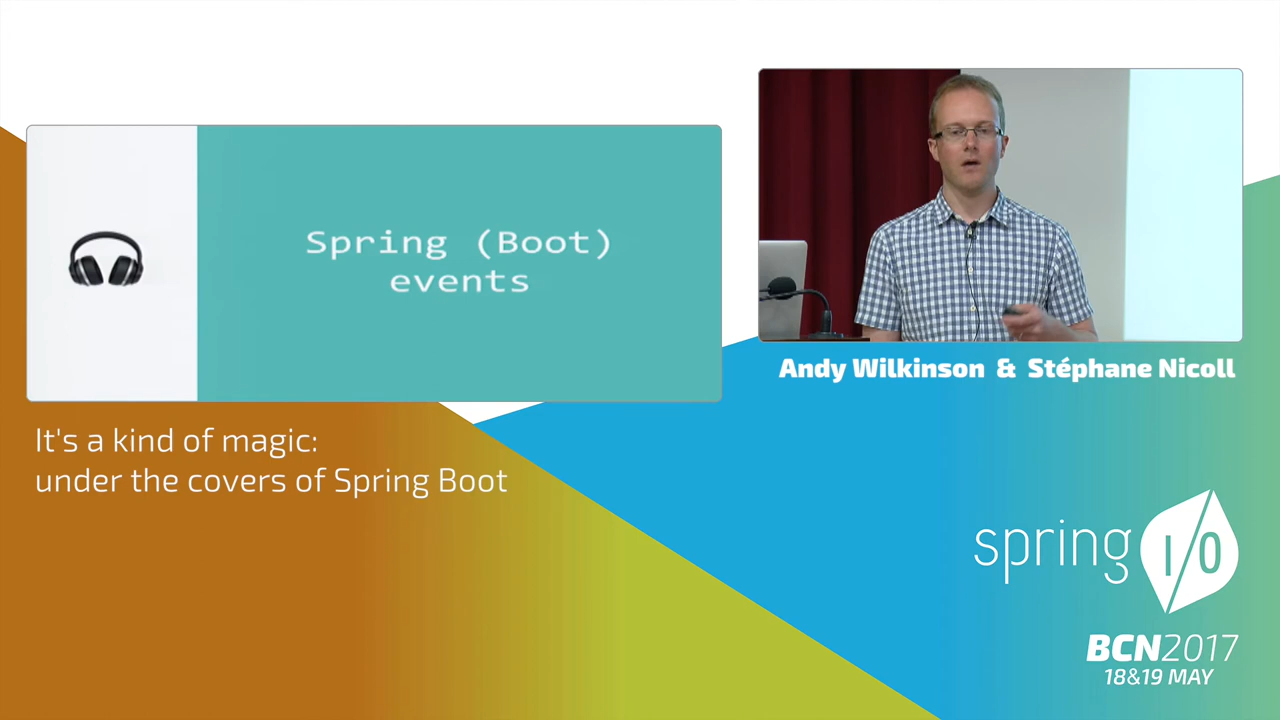 Spring (Boot)
events
Andy Wilkinson & Stéphane Nicoll
It's a kind of magic:
under the covers of Spring Boot
spring I/O
BCN2017
18&19 MAY